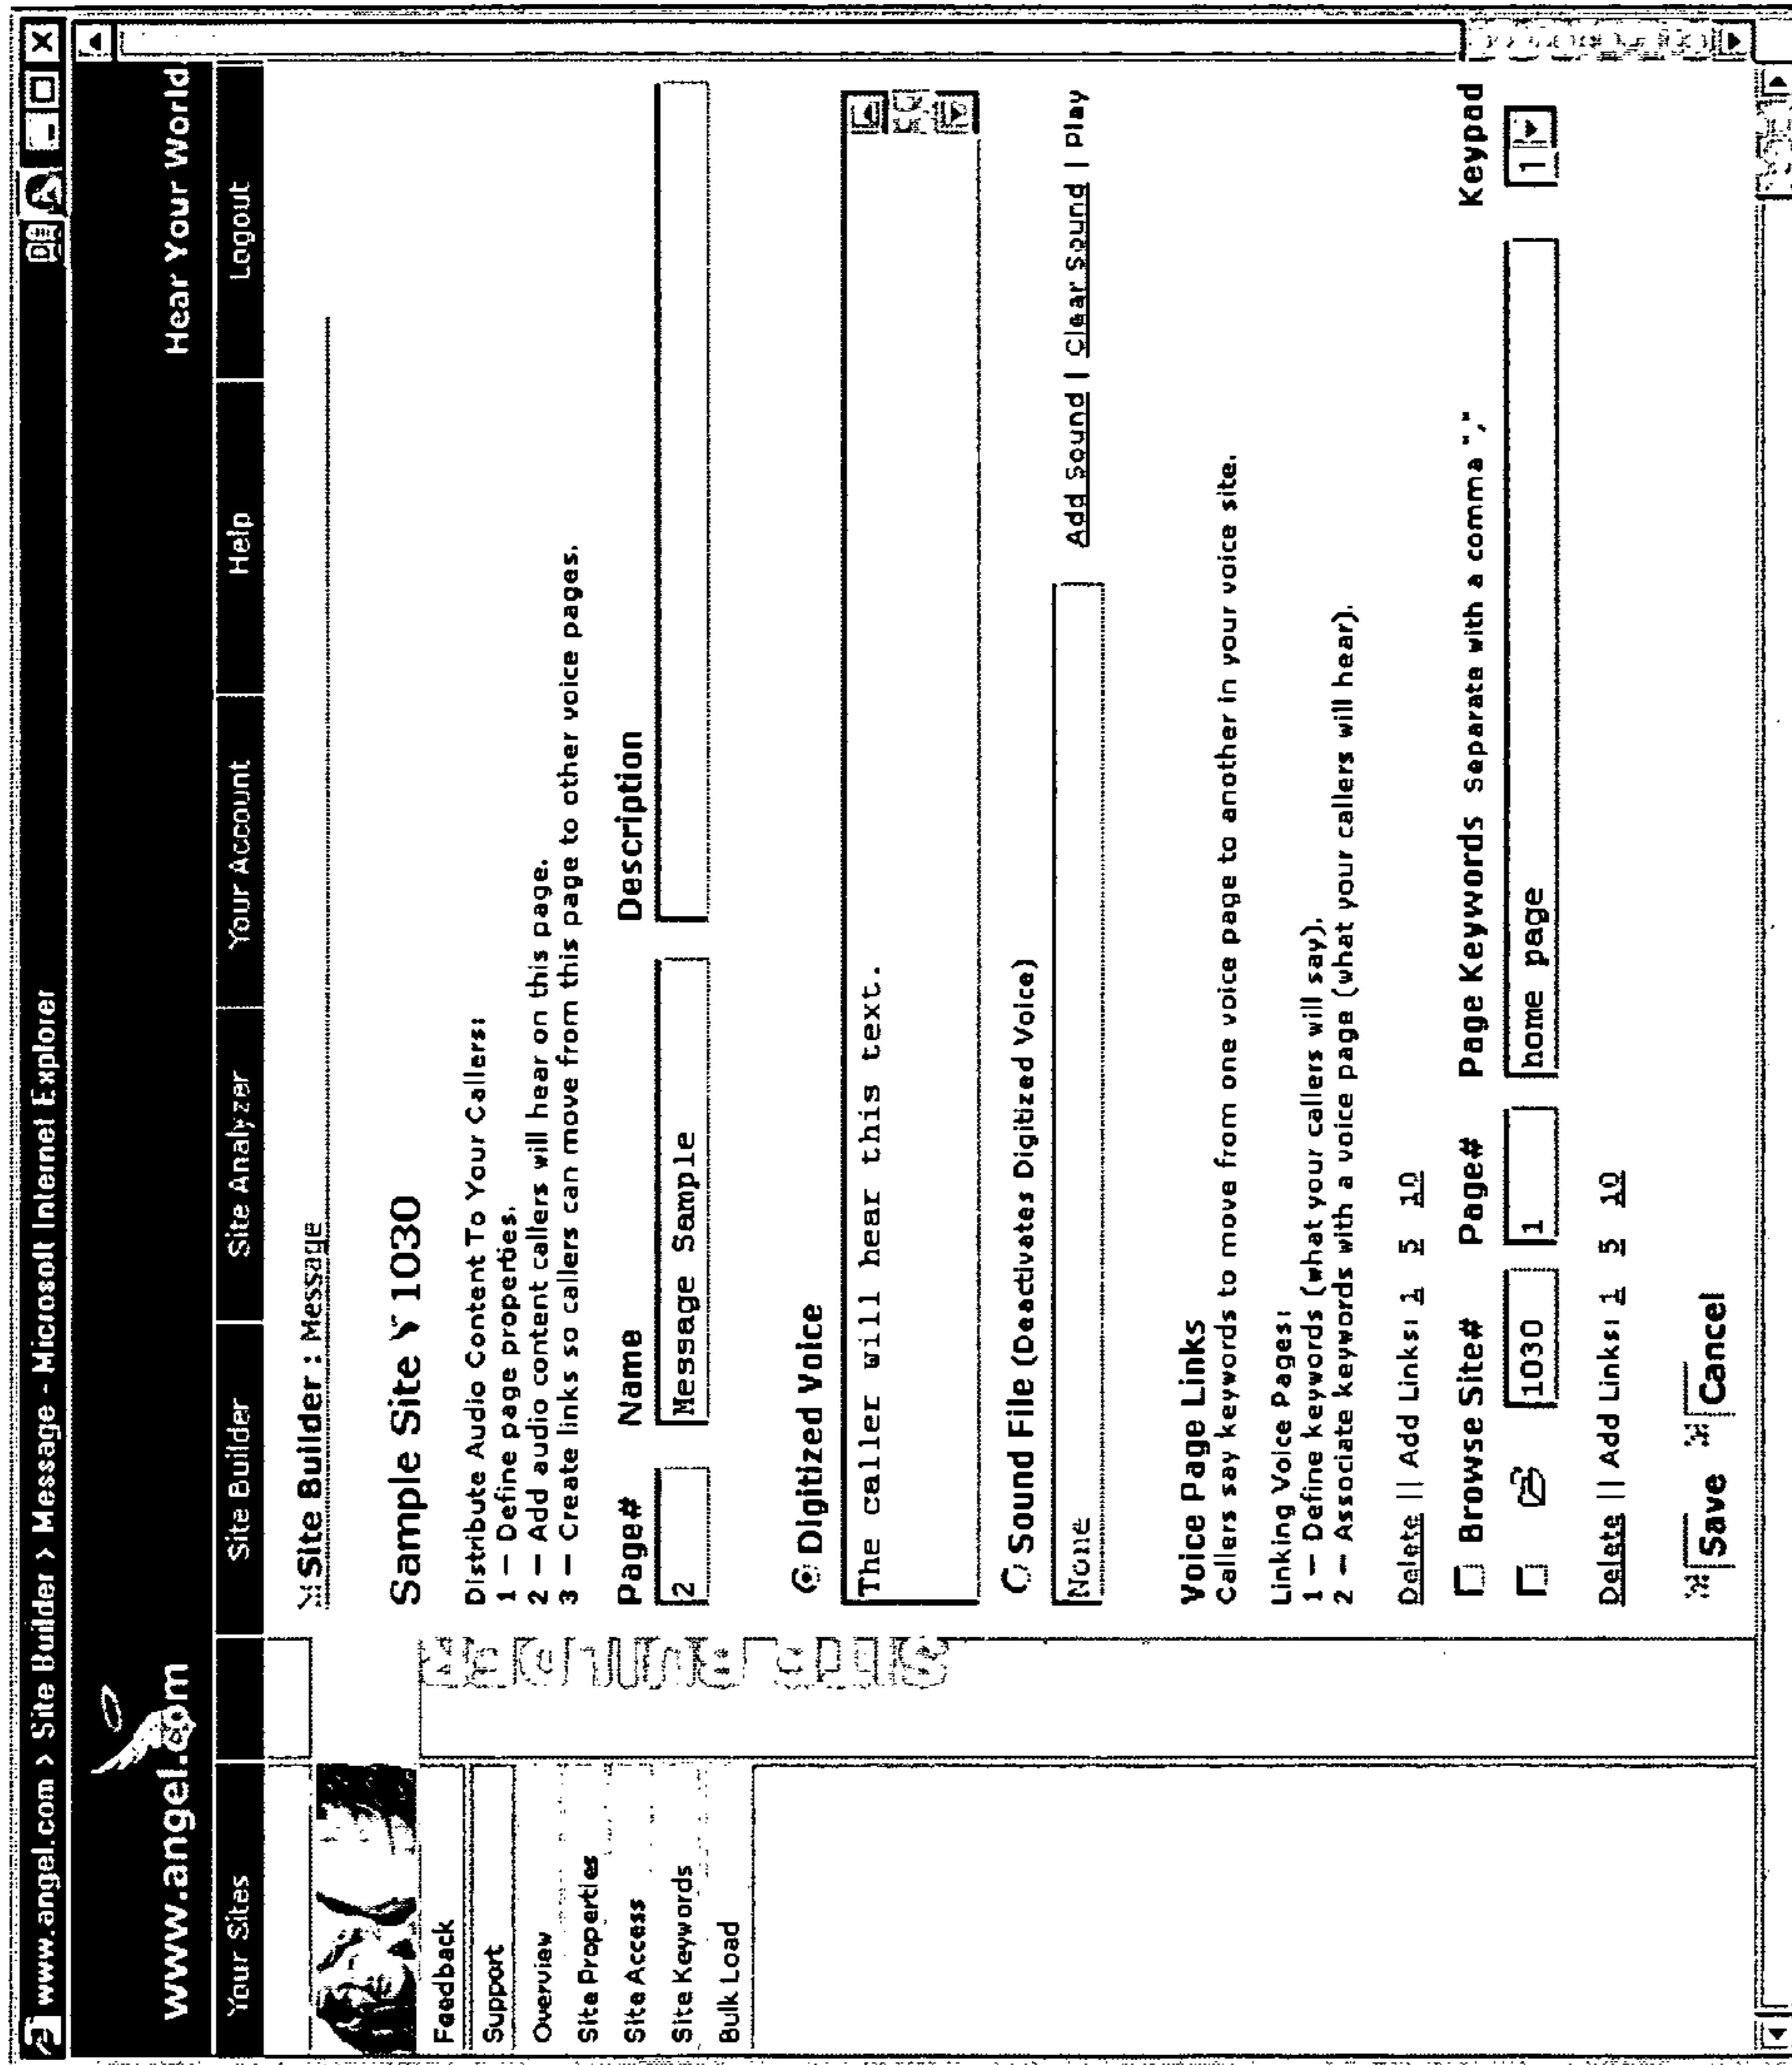 www.angel.com > Site Builder > Message - Microsoft Internet Explorer
www.angel.com
Hear Your World
Your Sites
Site Builder
Site Analyzer
Your Account
Help
Logout
Feedback
Support
Overview
Site Properties
Site Access
Site Keywords
Bulk Load
SITE BUILDER
Site Builder : Message
Sample Site 1030
Distribute Audio Content To Your Callers:
1 — Define page properties.
2 — Add audio content callers will hear on this page.
3 — Create links so callers can move from this page to other voice pages.
Page# Name Description
2 Message Sample
Digitized Voice
The caller will hear this text.
Sound File (Deactivates Digitized Voice)
None Add Sound | Clear Sound | Play
Voice Page Links
Callers say keywords to move from one voice page to another in your voice site.
Linking Voice Pages:
1 — Define keywords (what your callers will say).
2 — Associate keywords with a voice page (what your callers will hear).
Delete || Add Links: 1 5 10
Browse Site# Page# Page Keywords Separate with a comma "," Keypad
1030 1 home page 1
Delete || Add Links: 1 5 10
Save Cancel